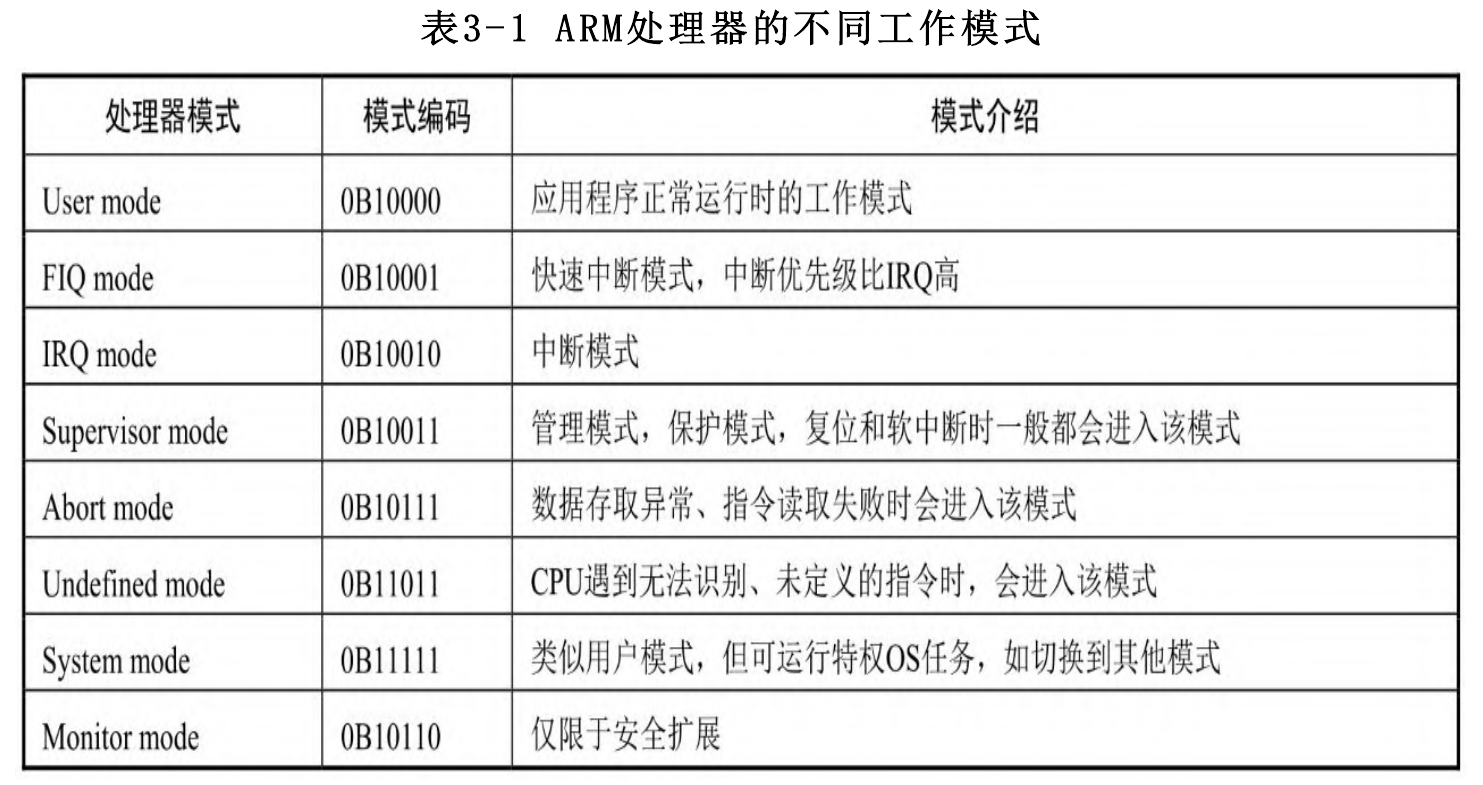 表3-1 ARM处理器的不同工作模式
处理器模式 模式编码 模式介绍
User mode 0B10000 应用程序正常运行时的工作模式
FIQ mode 0B10001 快速中断模式，中断优先级比IRQ高
IRQ mode 0B10010 中断模式
Supervisor mode 0B10011 管理模式，保护模式，复位和软中断时一般都会进入该模式
Abort mode 0B10111 数据存取异常、指令读取失败时会进入该模式
Undefined mode 0B11011 CPU遇到无法识别、未定义的指令时，会进入该模式
System mode 0B11111 类似用户模式，但可运行特权OS任务，如切换到其他模式
Monitor mode 0B10110 仅限于安全扩展